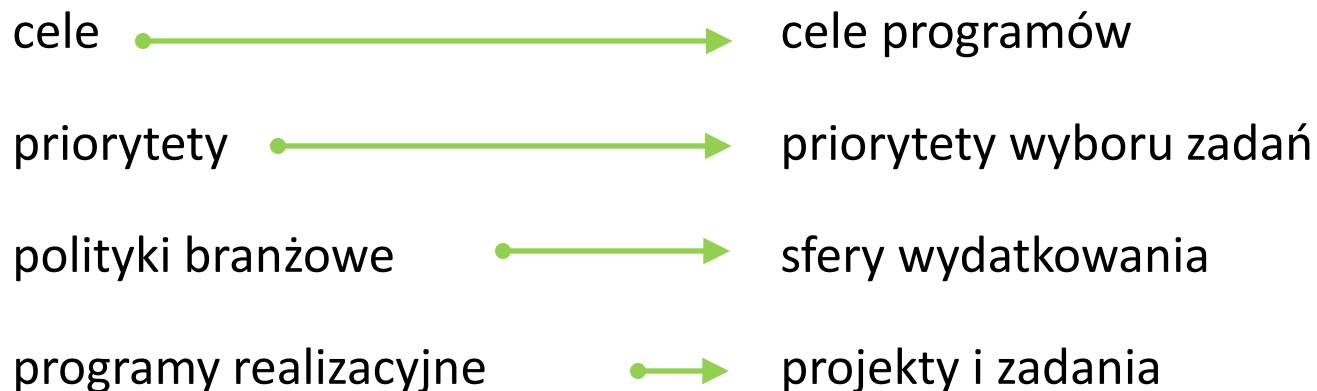 cele cele programów
priorytety priorytety wyboru zadań
polityki branżowe sfery wydatkowania
programy realizacyjne projekty i zadania